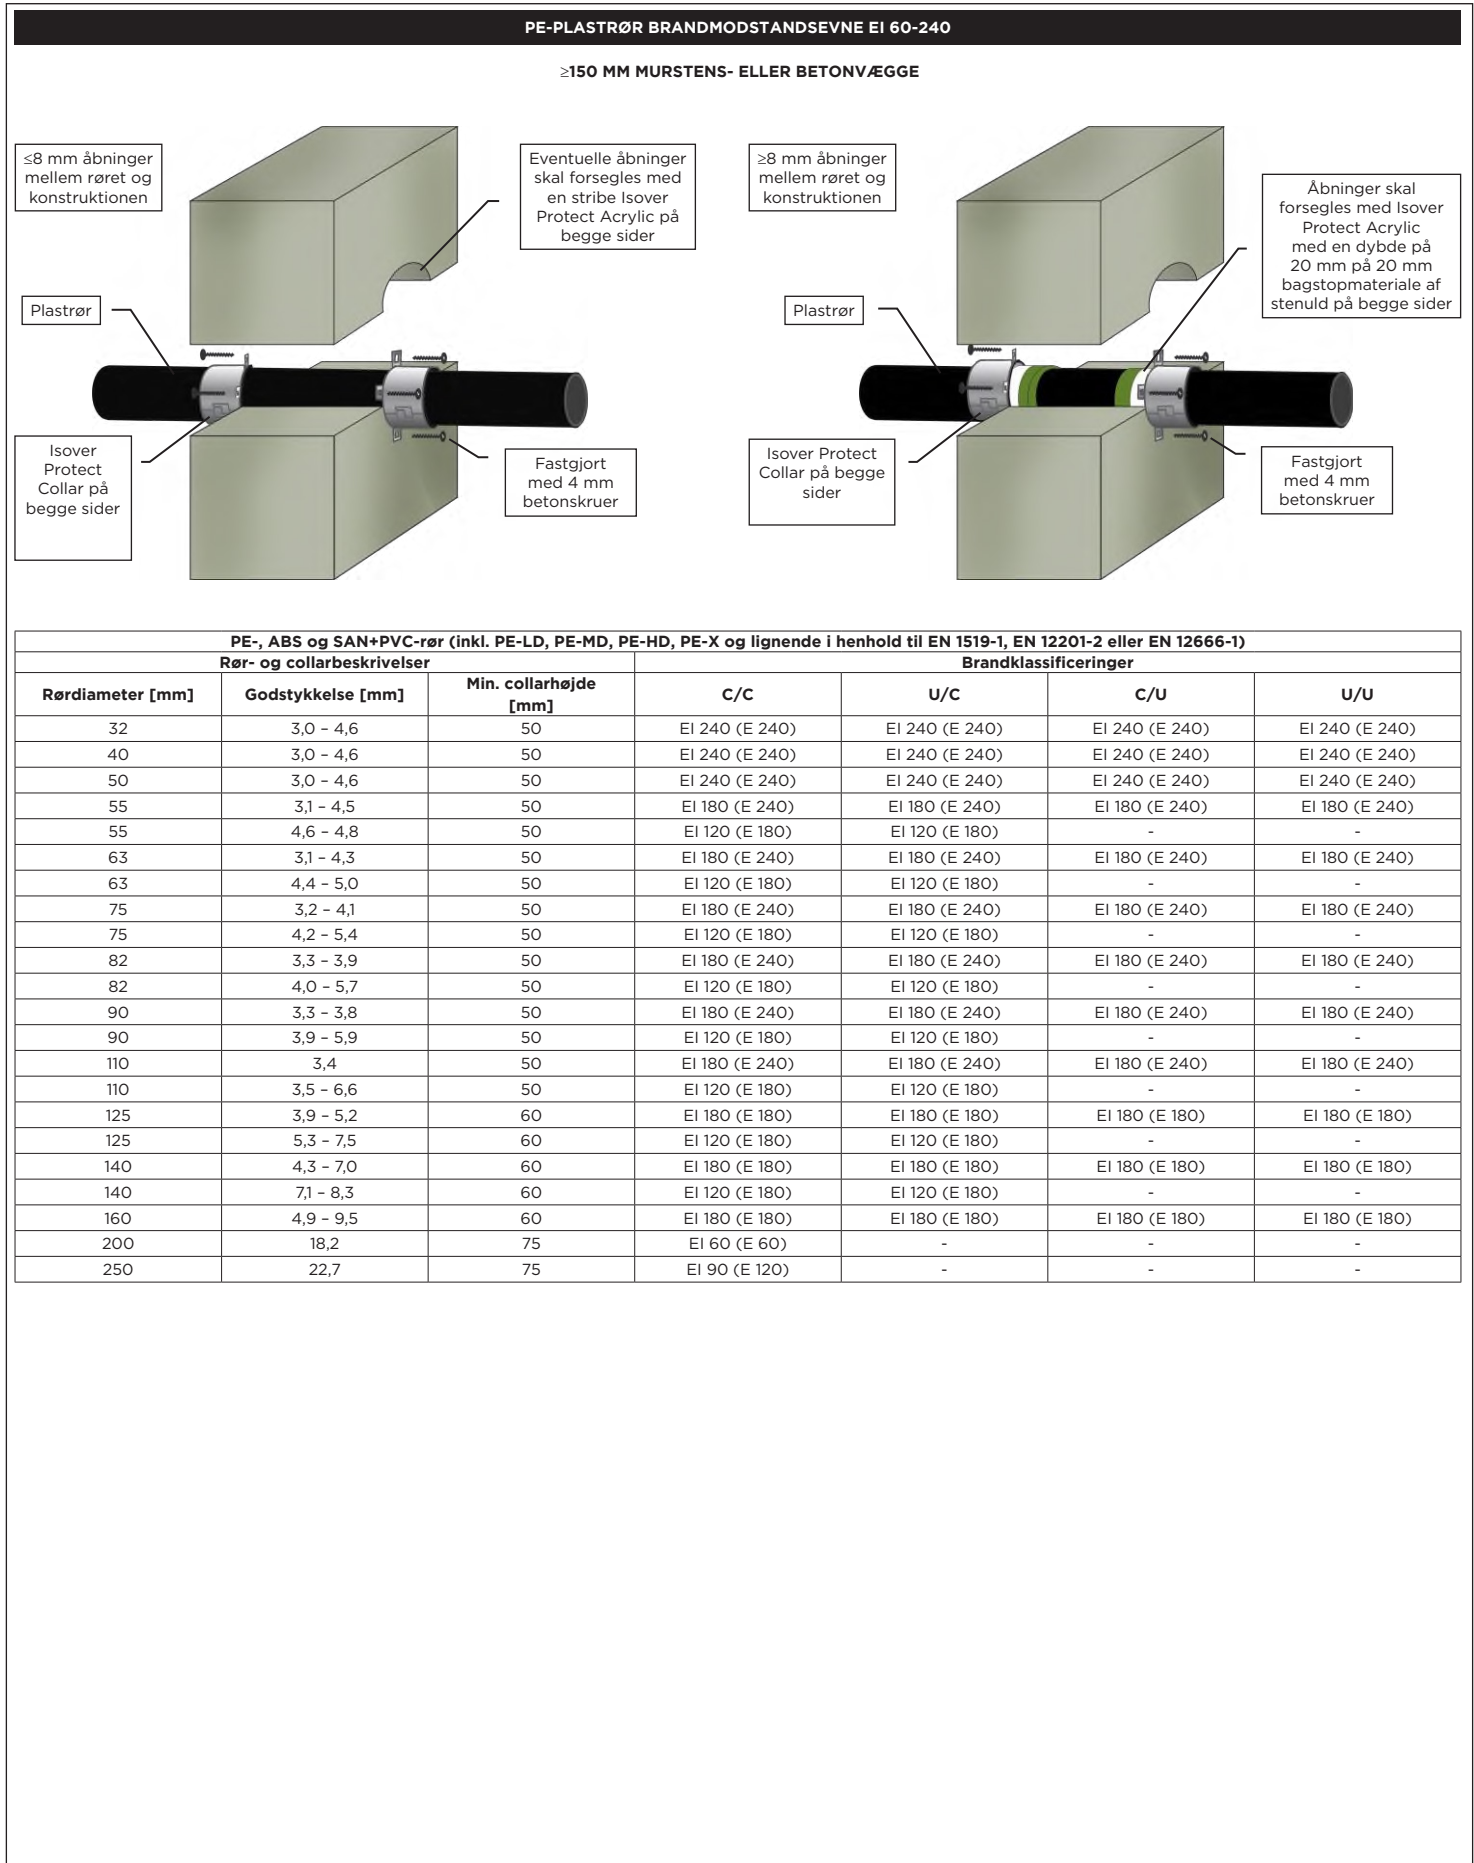 PE-PLASTRØR BRANDMODSTANDSEVNE EI 60-240
≥150 MM MURSTENS- ELLER BETONVÆGGE
≤8 mm åbninger
mellem røret og
konstruktionen
Eventuelle åbninger
skal forsegles med
en stribe Isover
Protect Acrylic på
begge sider
Plastrør
Isover
Protect
Collar på
begge sider
Fastgjort
med 4 mm
betonskruer
≥8 mm åbninger
mellem røret og
konstruktionen
Åbninger skal
forsegles med Isover
Protect Acrylic
med en dybde på
20 mm på 20 mm
bagstopmateriale af
stenuld på begge sider
Plastrør
Isover Protect
Collar på begge
sider
Fastgjort
med 4 mm
betonskruer
PE-, ABS og SAN+PVC-rør (inkl. PE-LD, PE-MD, PE-HD, PE-X og lignende i henhold til EN 1519-1, EN 12201-2 eller EN 12666-1)
Rør- og collarbeskrivelser Brandklassificeringer
Rørdiameter [mm] Godstykkelse [mm] Min. collarhøjde [mm] C/C U/C C/U U/U
32 3,0 – 4,6 50 EI 240 (E 240) EI 240 (E 240) EI 240 (E 240) EI 240 (E 240)
40 3,0 – 4,6 50 EI 240 (E 240) EI 240 (E 240) EI 240 (E 240) EI 240 (E 240)
50 3,0 – 4,6 50 EI 240 (E 240) EI 240 (E 240) EI 240 (E 240) EI 240 (E 240)
55 3,1 – 4,5 50 EI 180 (E 240) EI 180 (E 240) EI 180 (E 240) EI 180 (E 240)
55 4,6 – 4,8 50 EI 120 (E 180) EI 120 (E 180) - -
63 3,1 – 4,3 50 EI 180 (E 240) EI 180 (E 240) EI 180 (E 240) EI 180 (E 240)
63 4,4 – 5,0 50 EI 120 (E 180) EI 120 (E 180) - -
75 3,2 – 4,1 50 EI 180 (E 240) EI 180 (E 240) EI 180 (E 240) EI 180 (E 240)
75 4,2 – 5,4 50 EI 120 (E 180) EI 120 (E 180) - -
82 3,3 – 3,9 50 EI 180 (E 240) EI 180 (E 240) EI 180 (E 240) EI 180 (E 240)
82 4,0 – 5,7 50 EI 120 (E 180) EI 120 (E 180) - -
90 3,3 – 3,8 50 EI 180 (E 240) EI 180 (E 240) EI 180 (E 240) EI 180 (E 240)
90 3,9 – 5,9 50 EI 120 (E 180) EI 120 (E 180) - -
110 3,4 50 EI 180 (E 240) EI 180 (E 240) EI 180 (E 240) EI 180 (E 240)
110 3,5 – 6,6 50 EI 120 (E 180) EI 120 (E 180) - -
125 3,9 – 5,2 60 EI 180 (E 180) EI 180 (E 180) EI 180 (E 180) EI 180 (E 180)
125 5,3 – 7,5 60 EI 120 (E 180) EI 120 (E 180) - -
140 4,3 – 7,0 60 EI 180 (E 180) EI 180 (E 180) EI 180 (E 180) EI 180 (E 180)
140 7,1 – 8,3 60 EI 120 (E 180) EI 120 (E 180) - -
160 4,9 – 9,5 60 EI 180 (E 180) EI 180 (E 180) EI 180 (E 180) EI 180 (E 180)
200 18,2 75 EI 60 (E 60) - - -
250 22,7 75 EI 90 (E 120) - - -